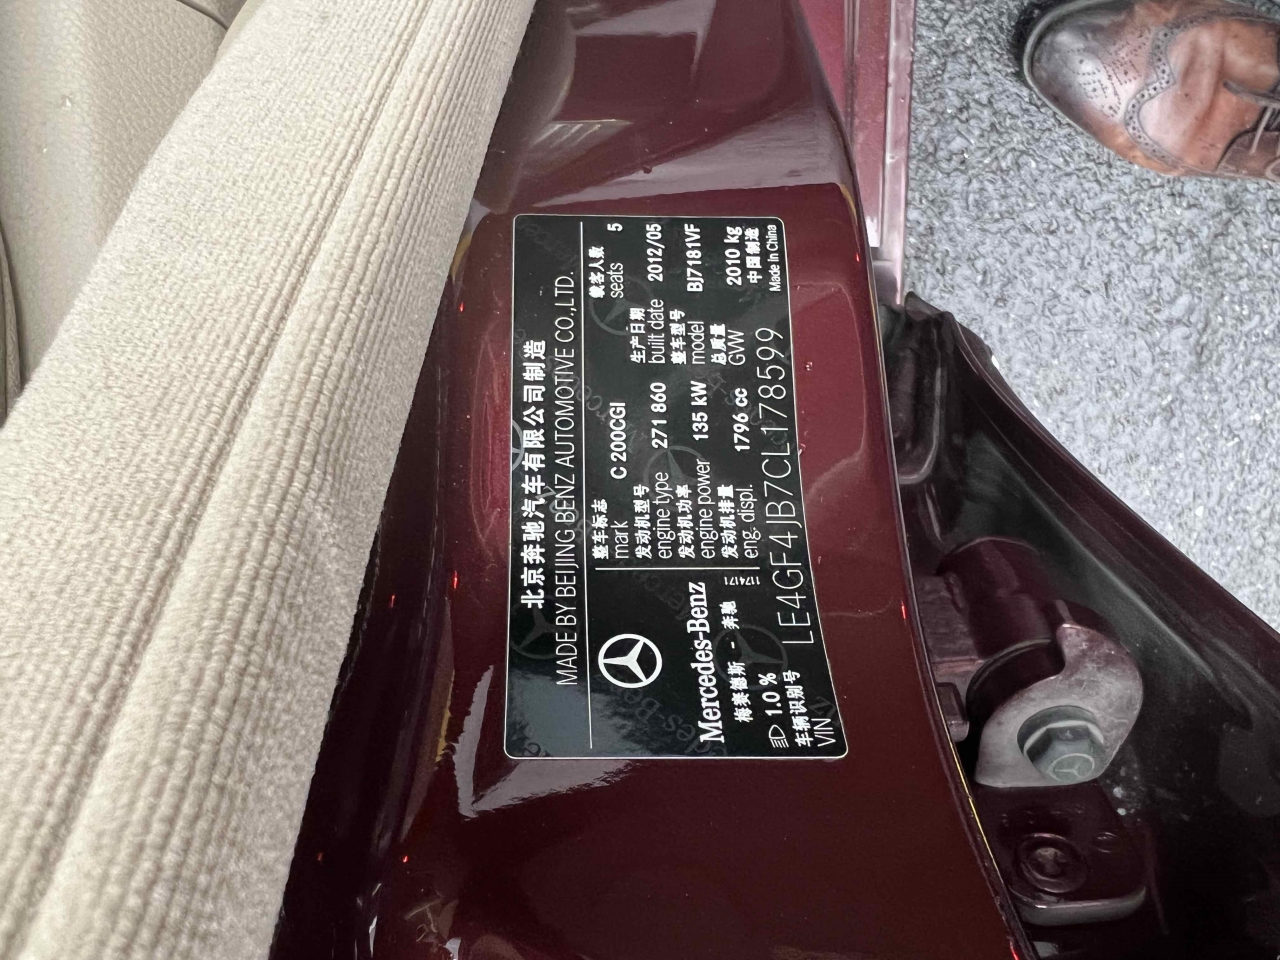 北京奔驰汽车有限公司制造
MADE BY BEIJING BENZ AUTOMOTIVE CO.,LTD.
Mercedes-Benz
梅赛德斯 - 奔驰
1174171
1.0 %
整车标志
mark C 200CGI
载客人数
seats 5
发动机型号
engine type 271 860
生产日期
built date 2012/05
发动机功率
engine power 135 kW
整车型号
model BJ7181VF
发动机排量
eng. displ. 1796 cc
总质量
GVW 2010 kg
中国制造
Made In China
车辆识别号
VIN LE4GF4JB7CL178599